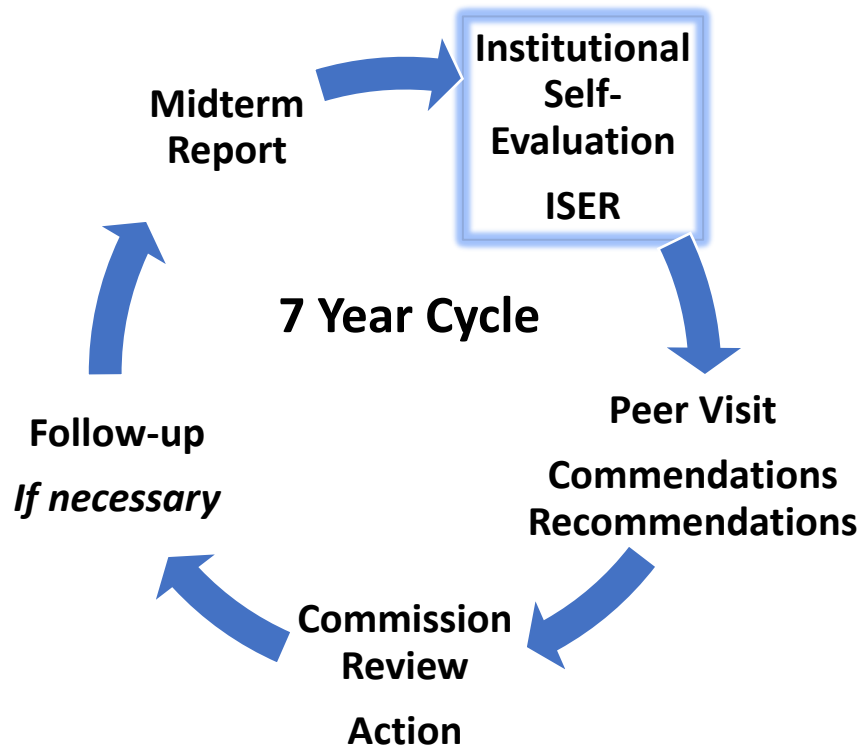 Institutional
Self-
Evaluation
ISER
Midterm
Report
7 Year Cycle
Peer Visit
Commendations
Recommendations
Follow-up
If necessary
Commission
Review
Action